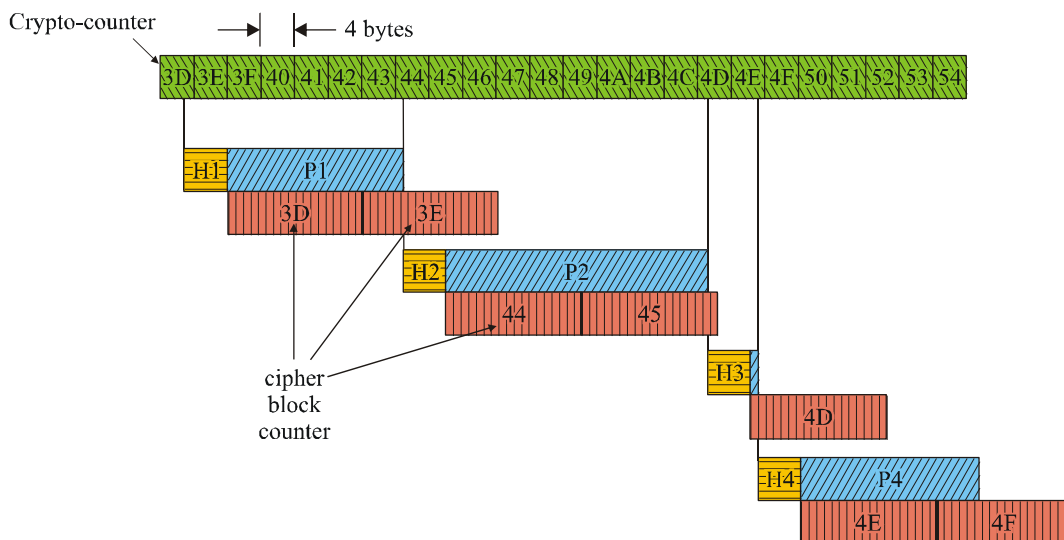 Crypto-counter
4 bytes
3D 3E 3F 40 41 42 43 44 45 46 47 48 49 4A 4B 4C 4D 4E 4F 50 51 52 53 54
H1 P1
3D 3E
H2 P2
44 45
H3
cipher
block
counter
4D
H4 P4
4E 4F